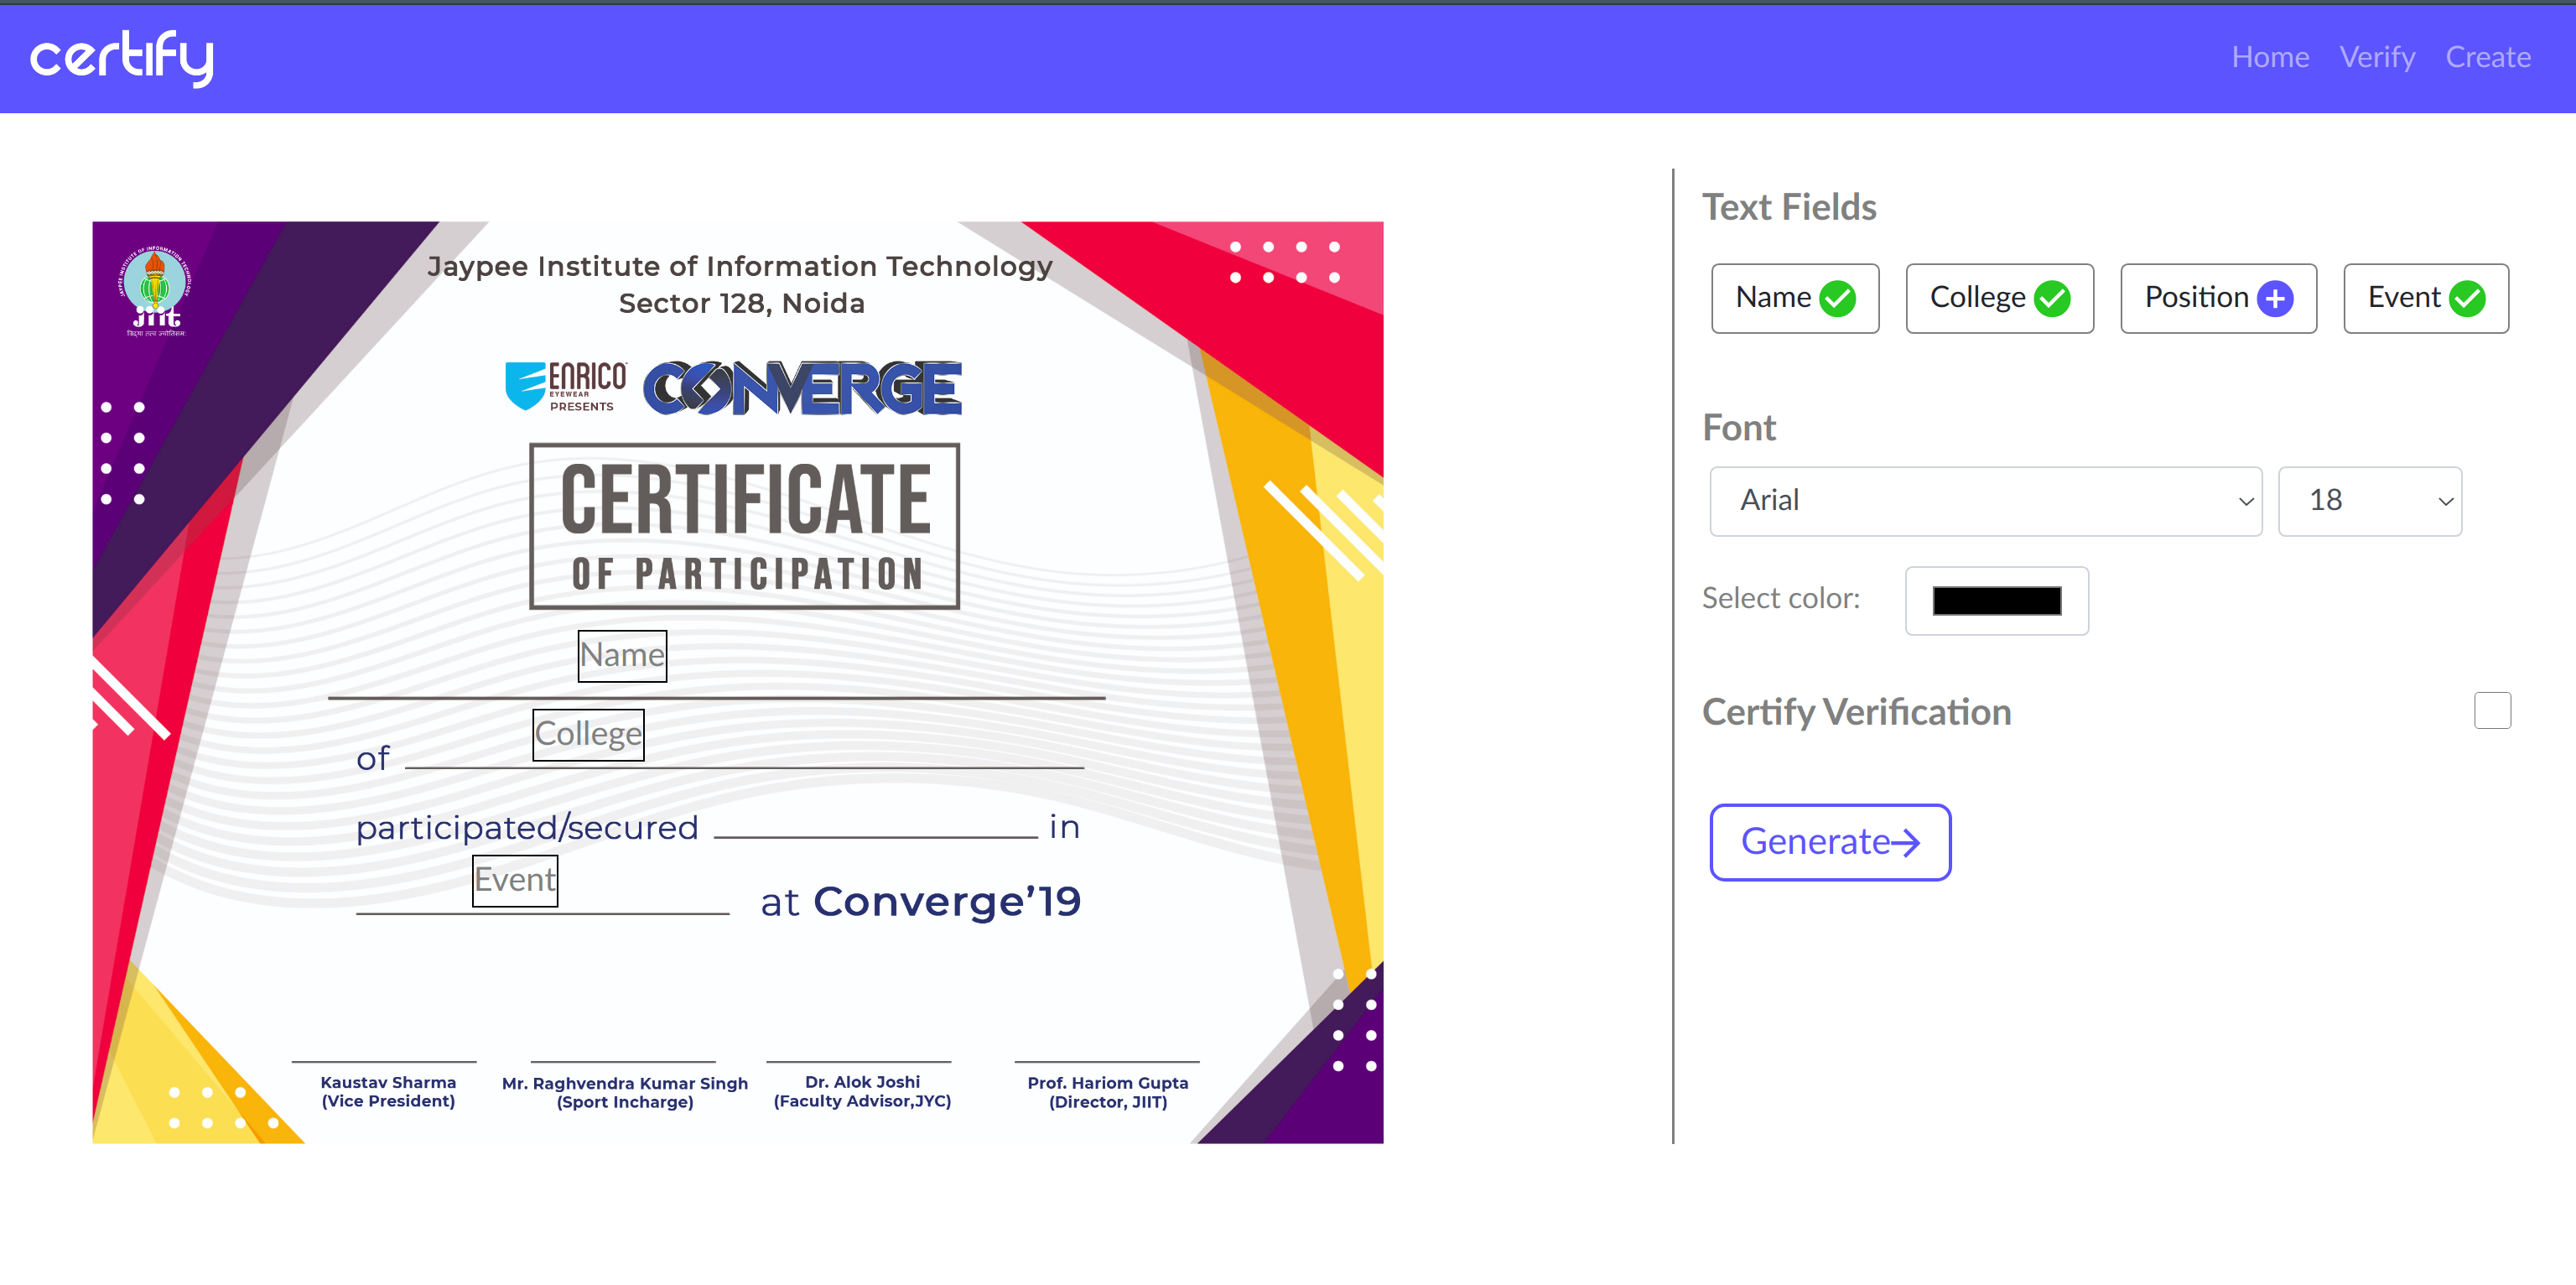 certify
Home Verify Create
JAYPEE INSTITUTE OF INFORMATION TECHNOLOGY
jiit
Jaypee Institute of Information Technology
Sector 128, Noida
ENRICO
EYEWEAR
PRESENTS
CONVERGE
CERTIFICATE
OF PARTICIPATION
Name
College
of
participated/secured in
Event
at Converge’19
Kaustav Sharma
(Vice President)
Mr. Raghvendra Kumar Singh
(Sport Incharge)
Dr. Alok Joshi
(Faculty Advisor,JYC)
Prof. Hariom Gupta
(Director, JIIT)
Text Fields
Name College Position Event
Font
Arial 18
Select color:
Certify Verification
Generate